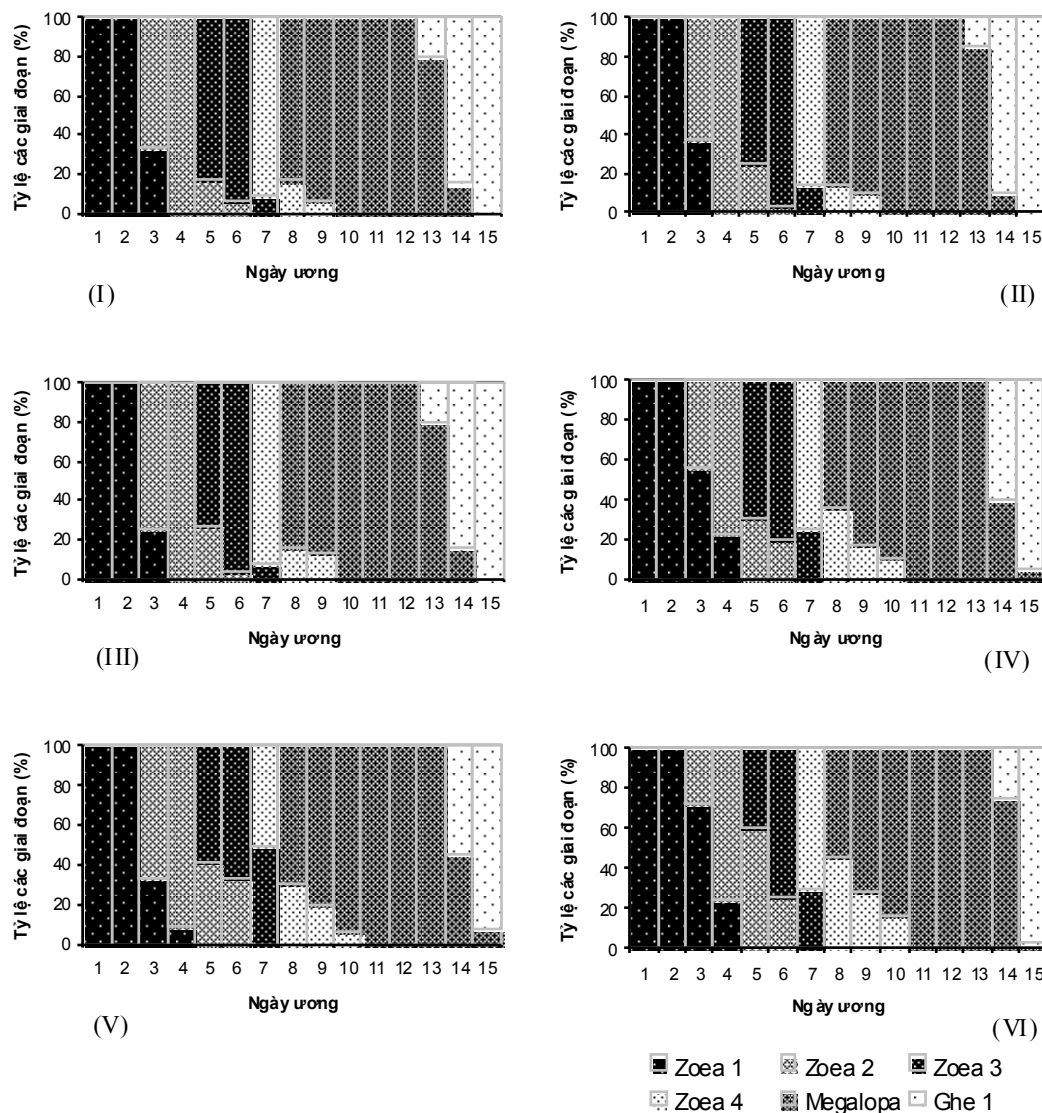 Tỷ lệ các giai đoạn (%)
100
80
60
40
20
0
1 2 3 4 5 6 7 8 9 10 11 12 13 14 15
Ngày ương
(I)
Tỷ lệ các giai đoạn (%)
100
80
60
40
20
0
1 2 3 4 5 6 7 8 9 10 11 12 13 14 15
Ngày ương
(II)
Tỷ lệ các giai đoạn (%)
100
80
60
40
20
0
1 2 3 4 5 6 7 8 9 10 11 12 13 14 15
Ngày ương
(III)
Tỷ lệ các giai đoạn (%)
100
80
60
40
20
0
1 2 3 4 5 6 7 8 9 10 11 12 13 14 15
Ngày ương
(IV)
Tỷ lệ các giai đoạn (%)
100
80
60
40
20
0
1 2 3 4 5 6 7 8 9 10 11 12 13 14 15
Ngày ương
(V)
Tỷ lệ các giai đoạn (%)
100
80
60
40
20
0
1 2 3 4 5 6 7 8 9 10 11 12 13 14 15
Ngày ương
(VI)
Zoea 1 Zoea 2 Zoea 3
Zoea 4 Megalopa Ghe 1